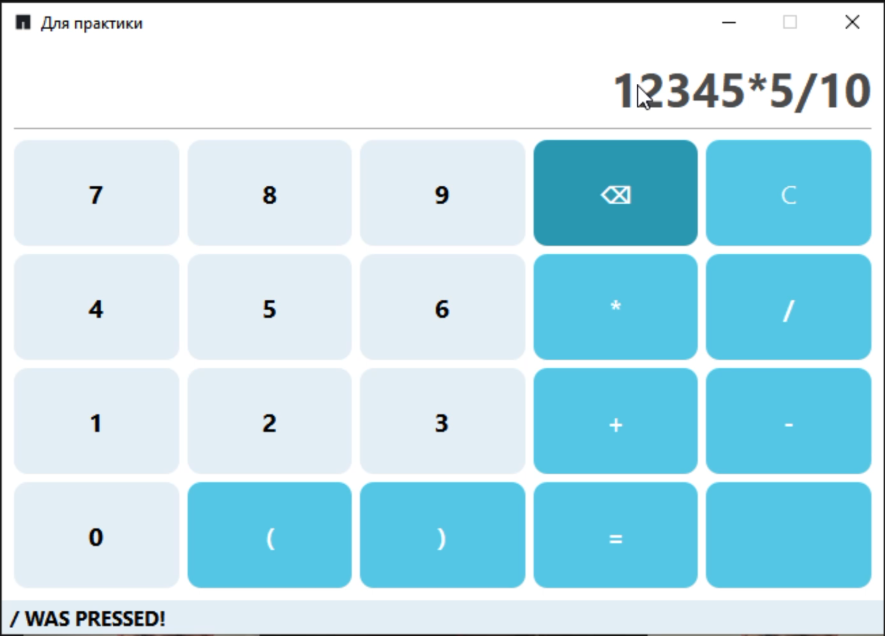 Для практики
12345*5/10
7 8 9 ⌫ C
4 5 6 * /
1 2 3 + -
0 ( ) =
/ WAS PRESSED!